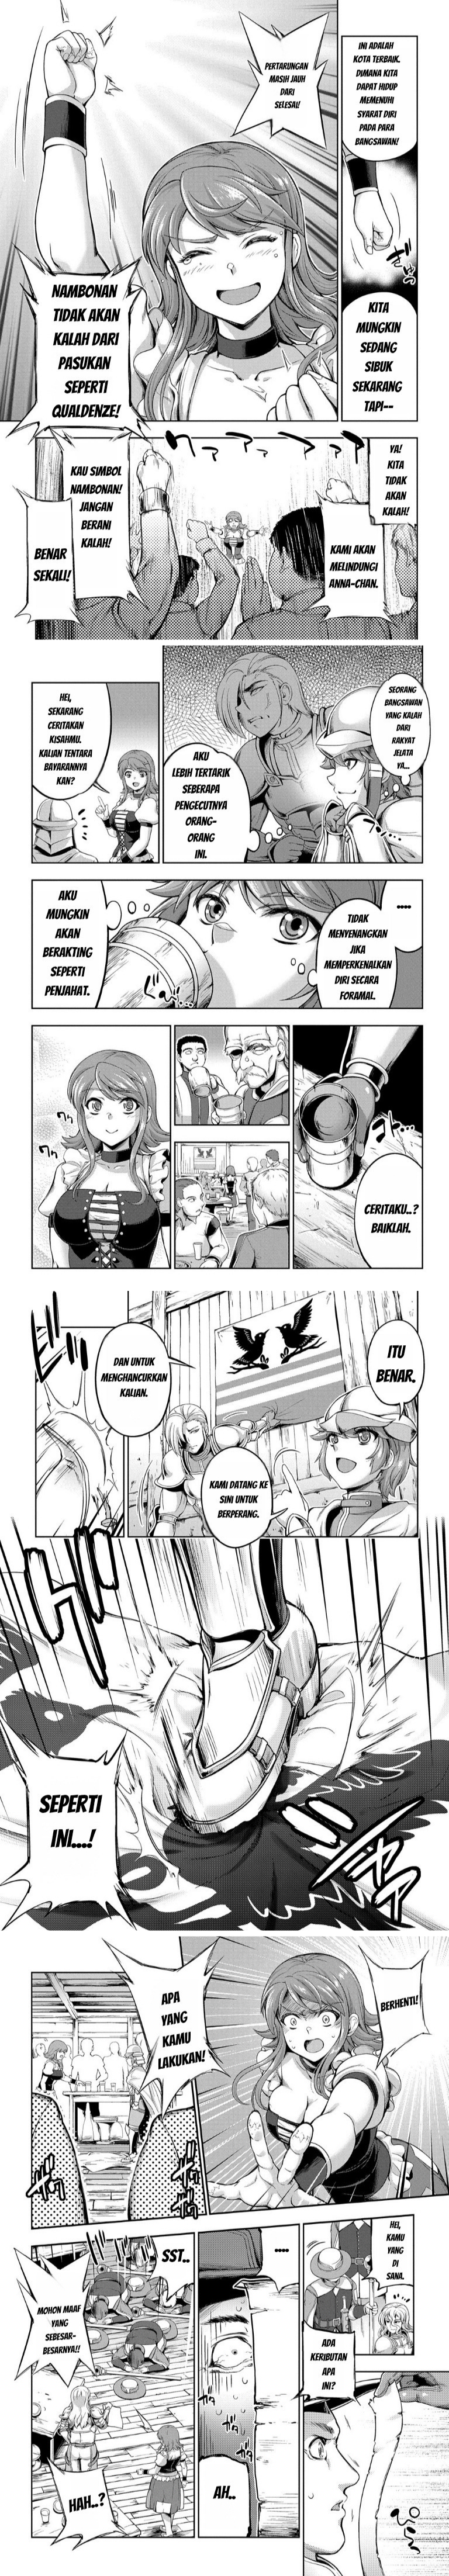 INI ADALAH
KOTA TERBAIK.
DIMANA KITA
DAPAT HIDUP
MEMENUHI
SYARAT DIRI
PADA PARA
BANGSAWAN!
KITA
MUNGKIN
SEDANG
SIBUK
SEKARANG
TAPI--
PERTARUNGAN
MASIH JAUH
DARI
SELESAI!
NAMBONAN
TIDAK AKAN
KALAH DARI
PASUKAN
SEPERTI
QUALDENZE!
YA!
KITA
TIDAK
AKAN
KALAH!
KAMI AKAN
MELINDUNGI
ANNA-CHAN.
KAU SIMBOL
NAMBONAN!
JANGAN
BERANI
KALAH!
BENAR
SEKALI!
SEORANG
BANGSAWAN
YANG KALAH
DARI
RAKYAT
JELATA
YA...
AKU
LEBIH TERTARIK
SEBERAPA
PENGECUTNYA
ORANG-
ORANG
INI.
HEI,
SEKARANG
CERITAKAN
KISAHMU.
KALIAN TENTARA
BAYARANNYA
KAN?
....
TIDAK
MENYENANGKAN
JIKA
MEMPERKENALKAN
DIRI SECARA
FORAMAL.
AKU
MUNGKIN
AKAN
BERAKTING
SEPERTI
PENJAHAT.
CERITAKU..?
BAIKLAH.
ITU
BENAR.
KAMI DATANG KE
SINI UNTUK
BERPERANG.
DAN UNTUK
MENGHANCURKAN
KALIAN.
SEPERTI
INI...!
BERHENTI!
APA
YANG
KAMU
LAKUKAN!
HEI,
KAMU
YANG
DI
SANA.
ADA
KERIBUTAN
APA
INI?
....
AH..
SST..
MOHON MAAF
YANG
SEBESAR-
BESARNYA!!
HAH..?